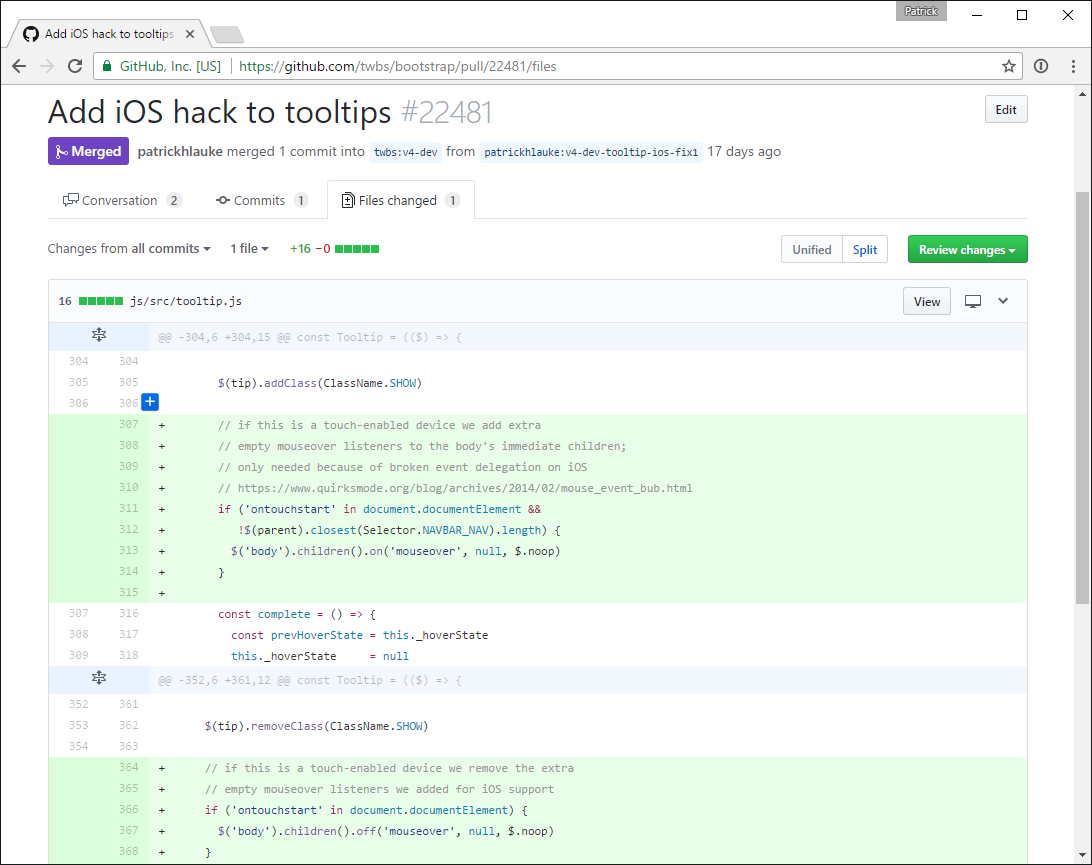 Patrick
Add iOS hack to tooltips
GitHub, Inc. [US] https://github.com/twbs/bootstrap/pull/22481/files
Add iOS hack to tooltips #22481
Edit
Merged patrickhlauke merged 1 commit into twbs:v4-dev from patrickhlauke:v4-dev-tooltip-ios-fix1 17 days ago
Conversation 2 Commits 1 Files changed 1
Changes from all commits 1 file +16 −0 Unified Split Review changes
16 js/src/tooltip.js View
@@ -304,6 +304,15 @@ const Tooltip = (($) => {
304 304
305 305 $(tip).addClass(ClassName.SHOW)
306 306 +
307 + // if this is a touch-enabled device we add extra
308 + // empty mouseover listeners to the body's immediate children;
309 + // only needed because of broken event delegation on iOS
310 + // https://www.quirksmode.org/blog/archives/2014/02/mouse_event_bub.html
311 + if ('ontouchstart' in document.documentElement &&
312 + !$(parent).closest(Selector.NAVBAR_NAV).length) {
313 + $('body').children().on('mouseover', null, $.noop)
314 + }
315 +
307 316 const complete = () => {
308 317 const prevHoverState = this._hoverState
309 318 this._hoverState = null
@@ -352,6 +361,12 @@ const Tooltip = (($) => {
352 361
353 362 $(tip).removeClass(ClassName.SHOW)
354 363
364 + // if this is a touch-enabled device we remove the extra
365 + // empty mouseover listeners we added for iOS support
366 + if ('ontouchstart' in document.documentElement) {
367 + $('body').children().off('mouseover', null, $.noop)
368 + }